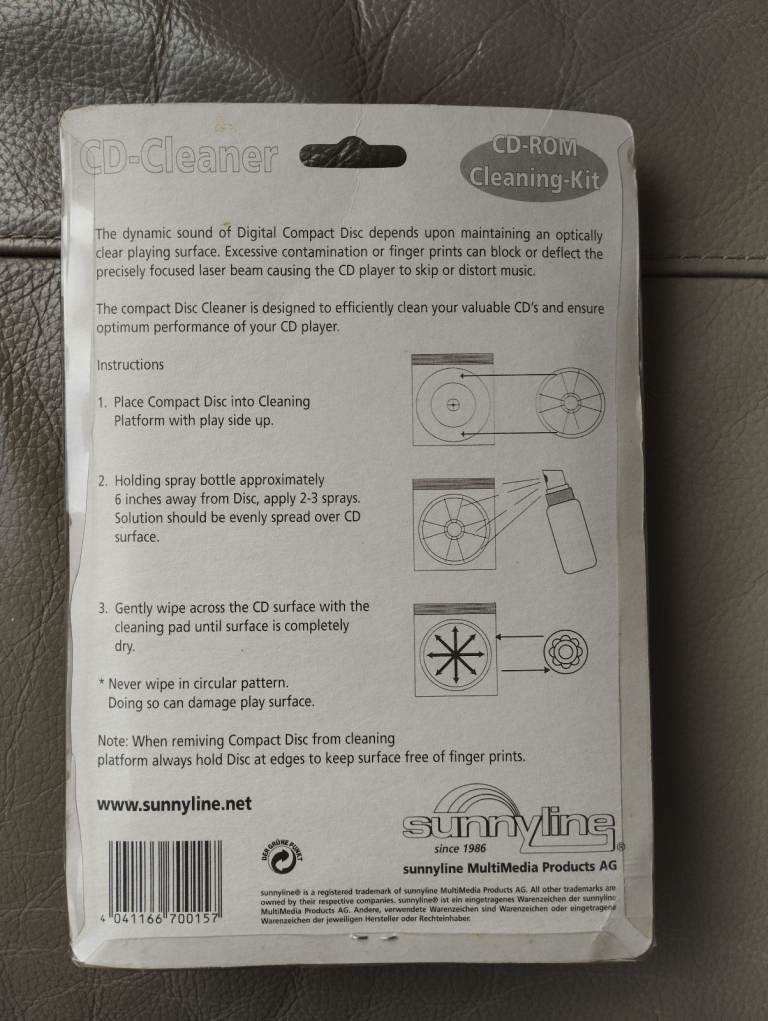 CD-Cleaner
CD-ROM
Cleaning-Kit
The dynamic sound of Digital Compact Disc depends upon maintaining an optically
clear playing surface. Excessive contamination or finger prints can block or deflect the
precisely focused laser beam causing the CD player to skip or distort music.
The compact Disc Cleaner is designed to efficiently clean your valuable CD's and ensure
optimum performance of your CD player.
Instructions
1. Place Compact Disc into Cleaning
Platform with play side up.
2. Holding spray bottle approximately
6 inches away from Disc, apply 2-3 sprays.
Solution should be evenly spread over CD
surface.
3. Gently wipe across the CD surface with the
cleaning pad until surface is completely
dry.
* Never wipe in circular pattern.
Doing so can damage play surface.
Note: When remiving Compact Disc from cleaning
platform always hold Disc at edges to keep surface free of finger prints.
www.sunnyline.net
sunnyline®
since 1986
sunnyline MultiMedia Products AG
DER GRÜNE PUNKT
4 041166 700157
sunnyline® is a registered trademark of sunnyline MultiMedia Products AG. All other trademarks are
owned by their respective companies. sunnyline® ist ein eingetragenes Warenzeichen der sunnyline
MultiMedia Products AG. Andere, verwendete Warenzeichen sind Warenzeichen oder eingetragene
Warenzeichen der jeweiligen Hersteller oder Rechteinhaber.